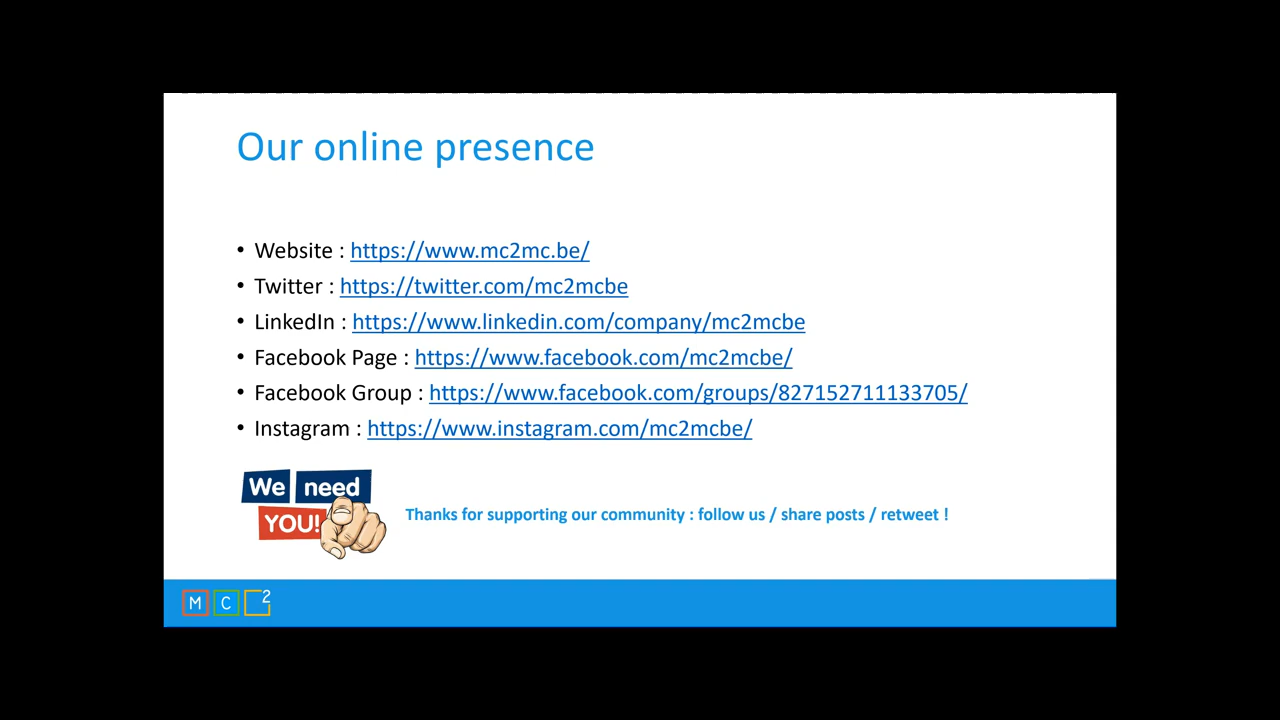 Our online presence
• Website : https://www.mc2mc.be/
• Twitter : https://twitter.com/mc2mcbe
• LinkedIn : https://www.linkedin.com/company/mc2mcbe
• Facebook Page : https://www.facebook.com/mc2mcbe/
• Facebook Group : https://www.facebook.com/groups/827152711133705/
• Instagram : https://www.instagram.com/mc2mcbe/
We need
YOU!
Thanks for supporting our community : follow us / share posts / retweet !
M C 2